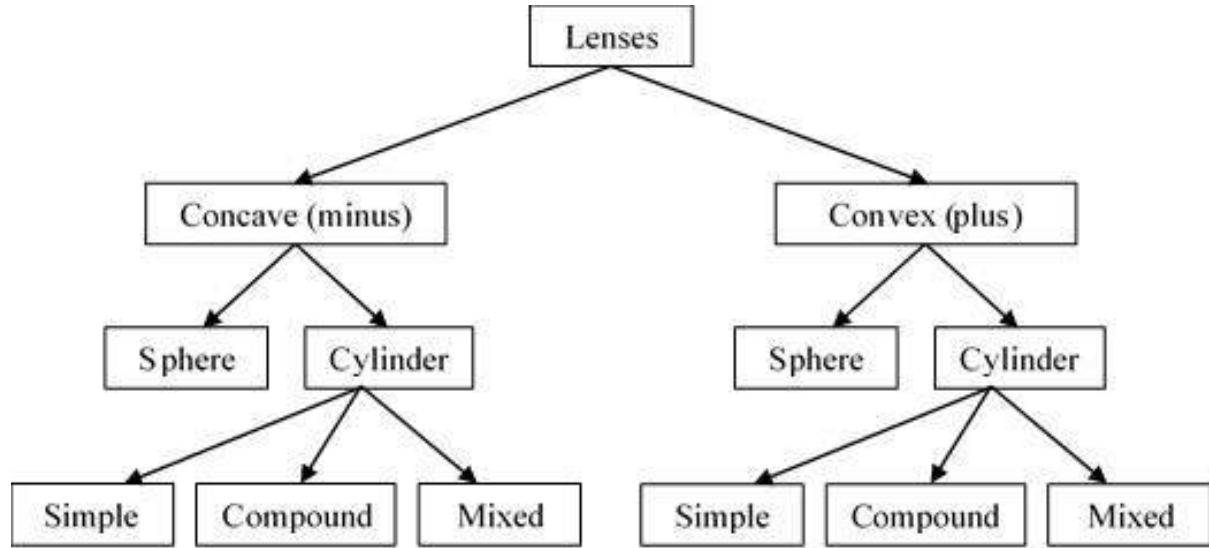 Lenses
Concave (minus)
Convex (plus)
Sphere
Cylinder
Sphere
Cylinder
Simple
Compound
Mixed
Simple
Compound
Mixed